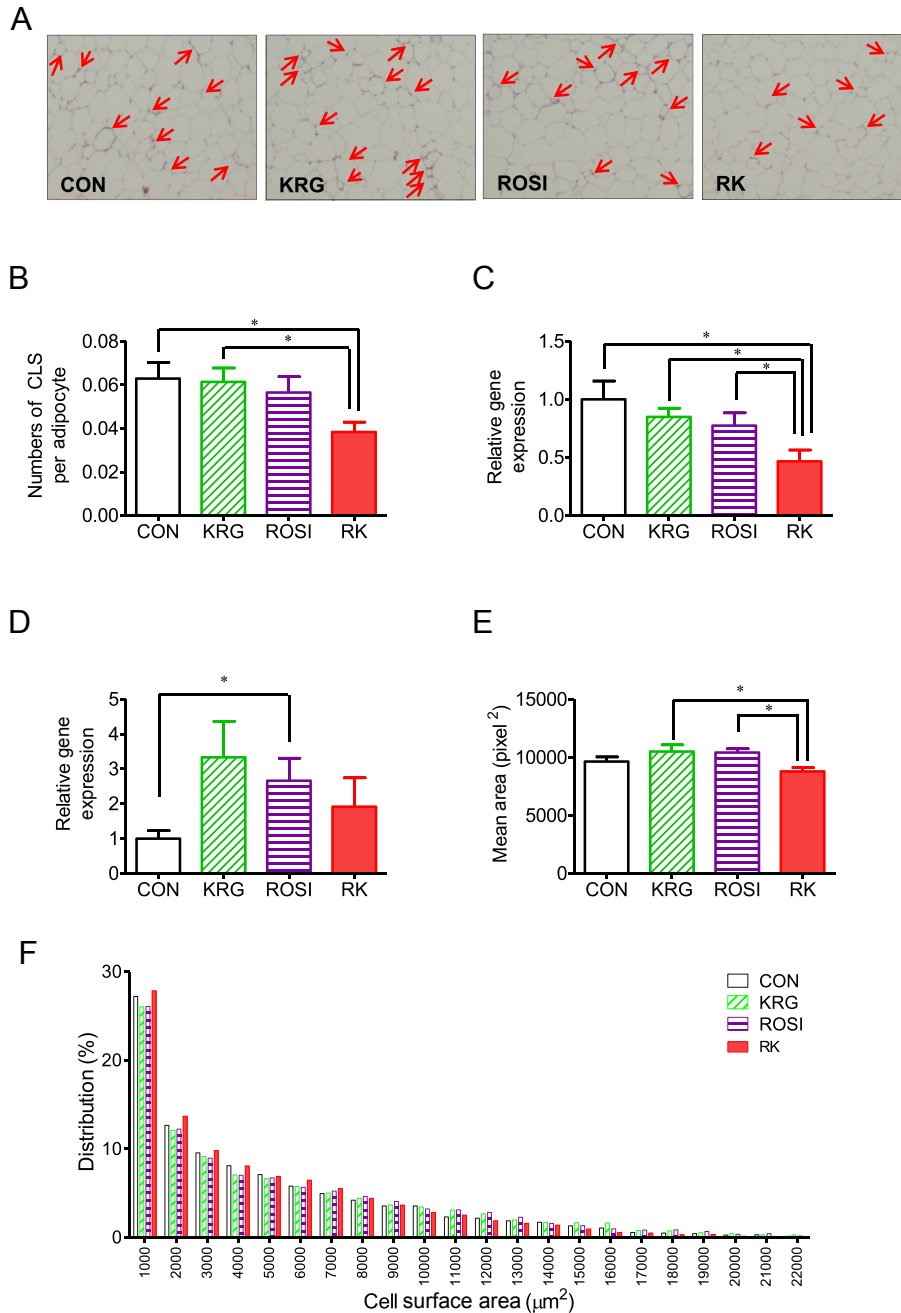 A
CON
KRG
ROSI
RK
B
Numbers of CLS
per adipocyte
0.08
0.06
0.04
0.02
0.00
*
*
CON KRG ROSI RK
C
Relative gene
expression
1.5
1.0
0.5
0.0
*
*
*
CON KRG ROSI RK
D
Relative gene
expression
5
4
3
2
1
0
*
CON KRG ROSI RK
E
Mean area (pixel ²)
15000
10000
5000
0
*
*
CON KRG ROSI RK
F
Distribution (%)
30
20
10
0
CON
KRG
ROSI
RK
1000
2000
3000
4000
5000
6000
7000
8000
9000
10000
11000
12000
13000
14000
15000
16000
17000
18000
19000
20000
21000
22000
Cell surface area (μm²)